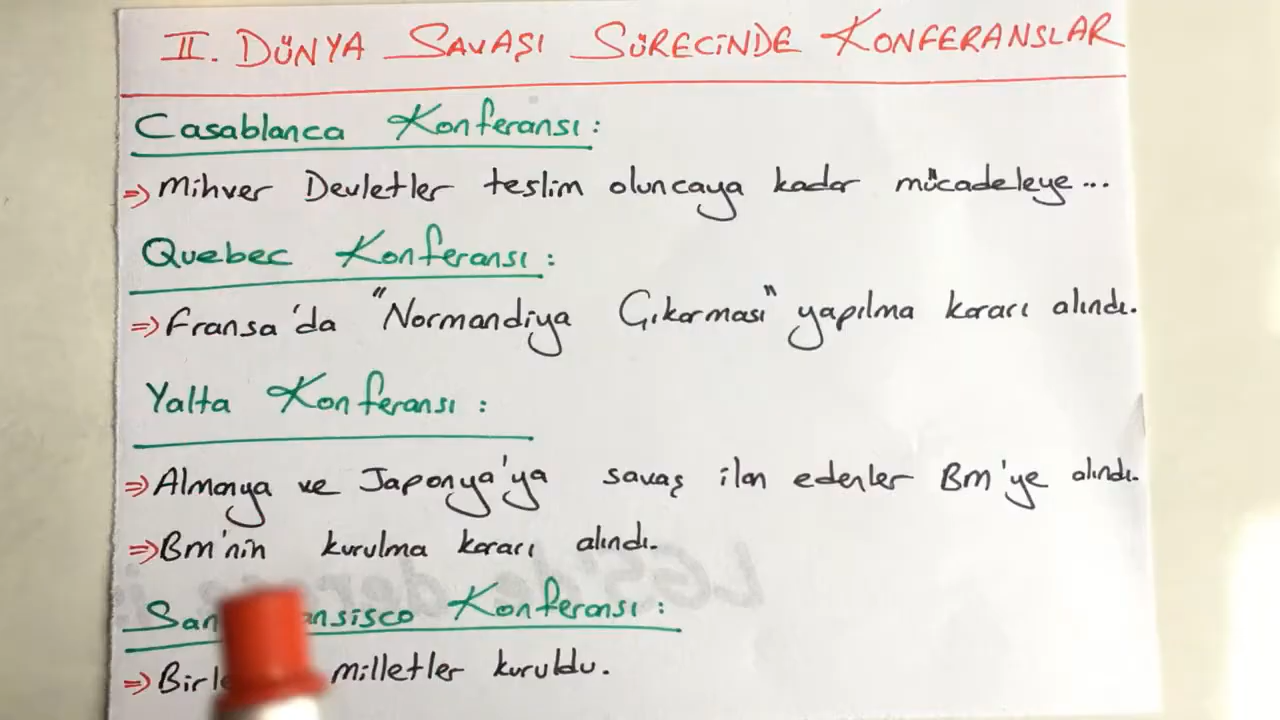 II. DÜNYA SAVAŞI SÜRECİNDE KONFERANSLAR
Casablanca Konferansı:
⇒ Mihver Devletler teslim oluncaya kadar mücadeleye...
Quebec Konferansı:
⇒ Fransa'da "Normandiya Çıkarması" yapılma kararı alındı.
Yalta Konferansı:
⇒ Almanya ve Japonya'ya savaş ilan edenler Bm'ye alındı.
⇒ Bm'nin kurulma kararı alındı.
San Konferansı:
⇒ milletler kuruldu.